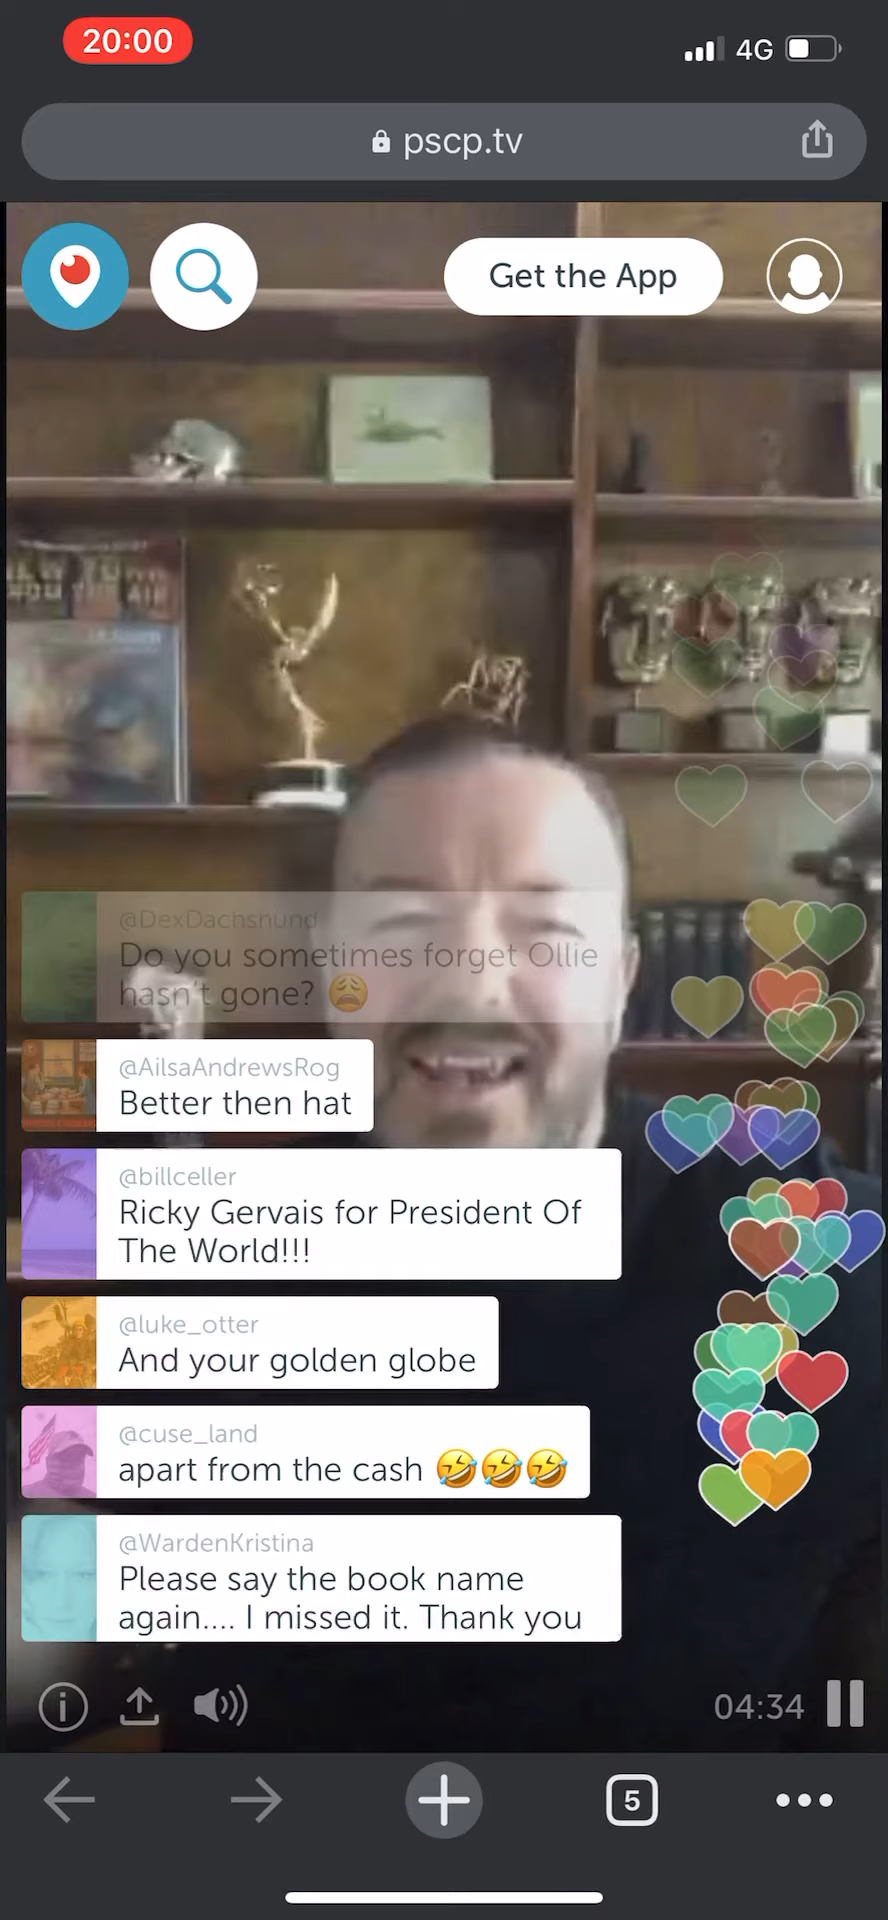 20:00
4G
pscp.tv
Get the App
@DexDachshund
Do you sometimes forget Ollie
hasn't gone? 😩
@AilsaAndrewsRog
Better then hat
@billceller
Ricky Gervais for President Of
The World!!!
@luke_otter
And your golden globe
@cuse_land
apart from the cash 🤣🤣🤣
@WardenKristina
Please say the book name
again.... I missed it. Thank you
04:34
5